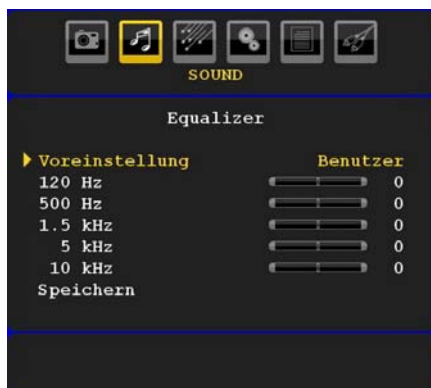 SOUND
Equalizer
Voreinstellung Benutzer
120 Hz 0
500 Hz 0
1.5 kHz 0
5 kHz 0
10 kHz 0
Speichern